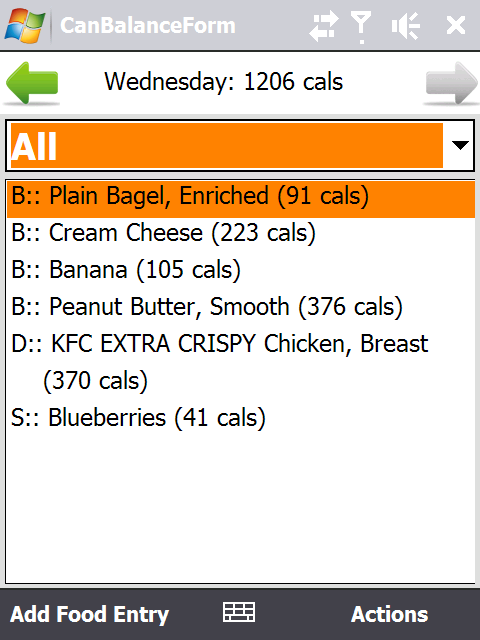 CanBalanceForm
Wednesday: 1206 cals
All
B:: Plain Bagel, Enriched (91 cals)
B:: Cream Cheese (223 cals)
B:: Banana (105 cals)
B:: Peanut Butter, Smooth (376 cals)
D:: KFC EXTRA CRISPY Chicken, Breast
(370 cals)
S:: Blueberries (41 cals)
Add Food Entry
Actions